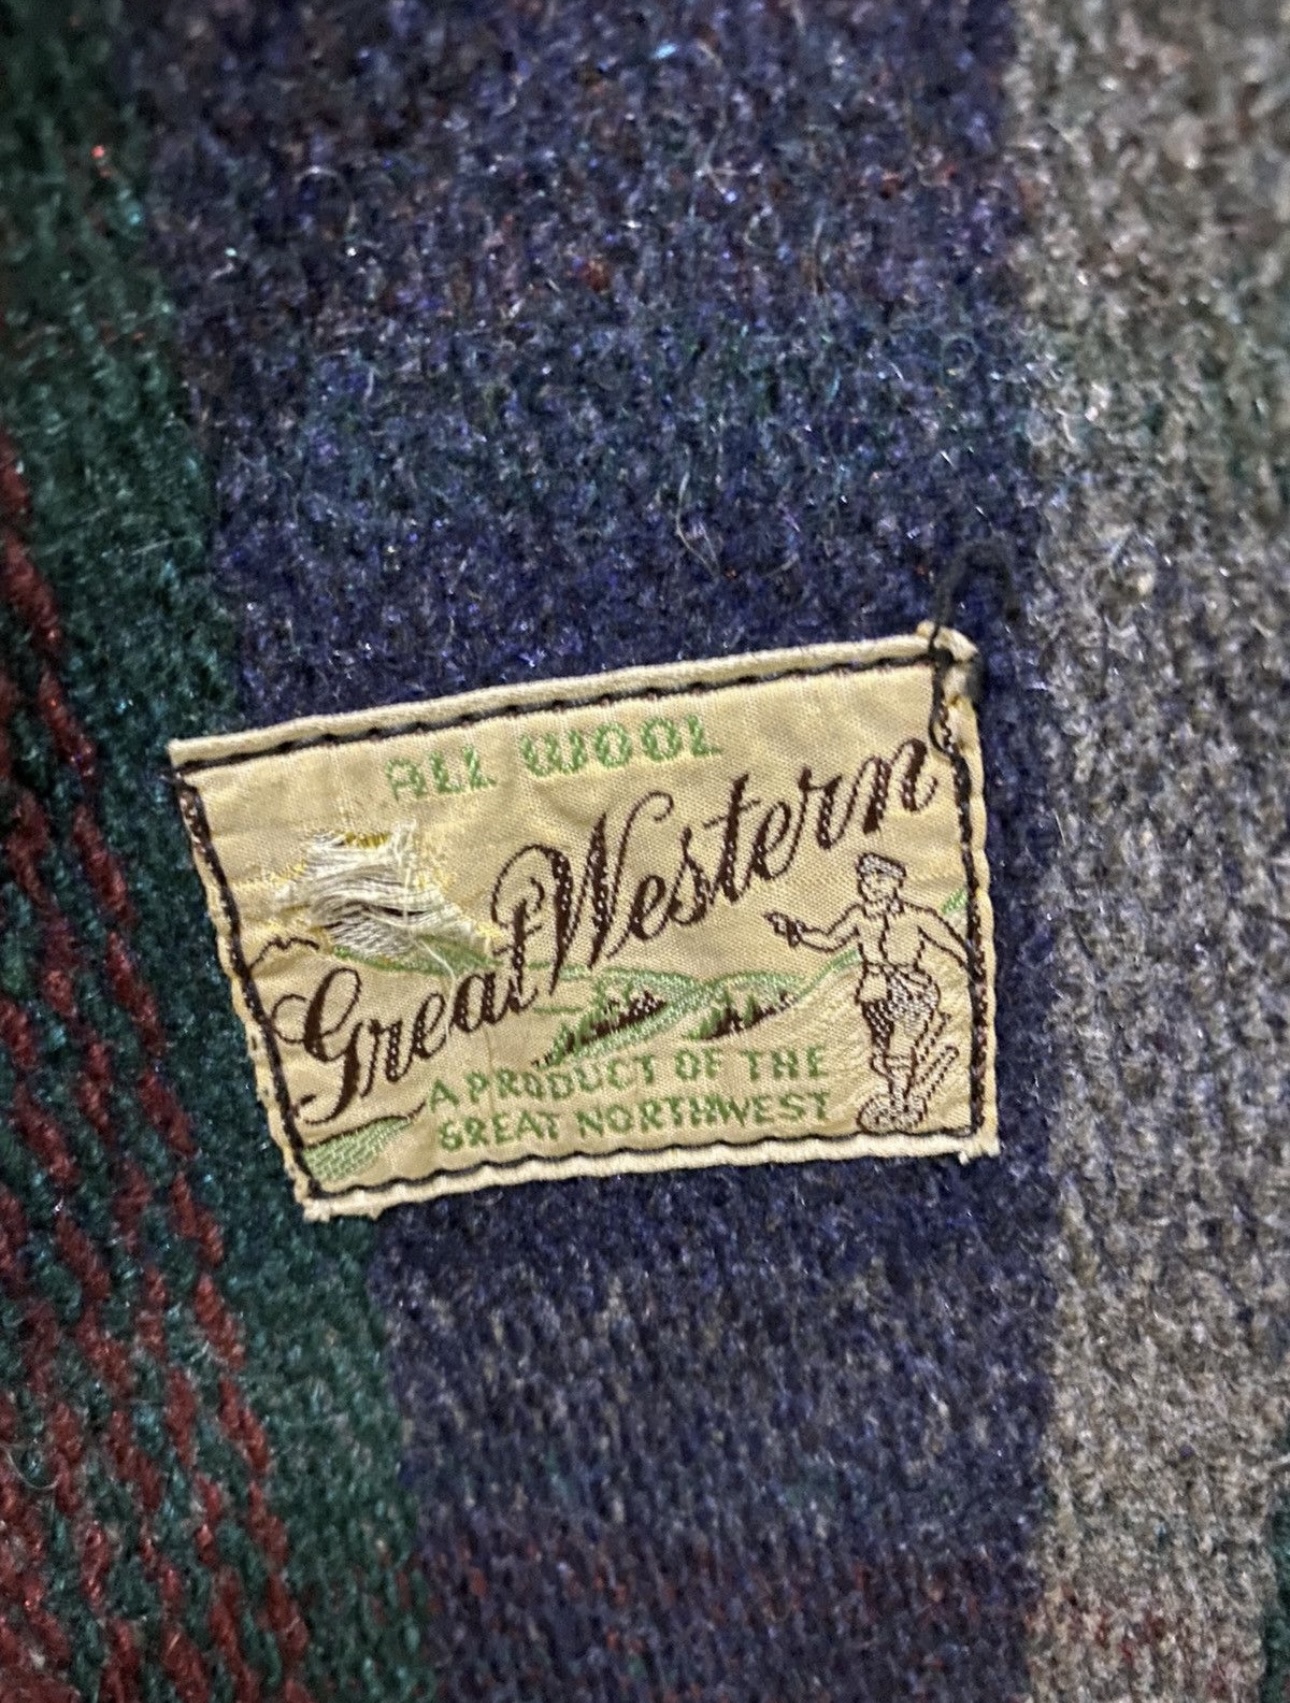 ALL WOOL
Great Western
A PRODUCT OF THE
GREAT NORTHWEST